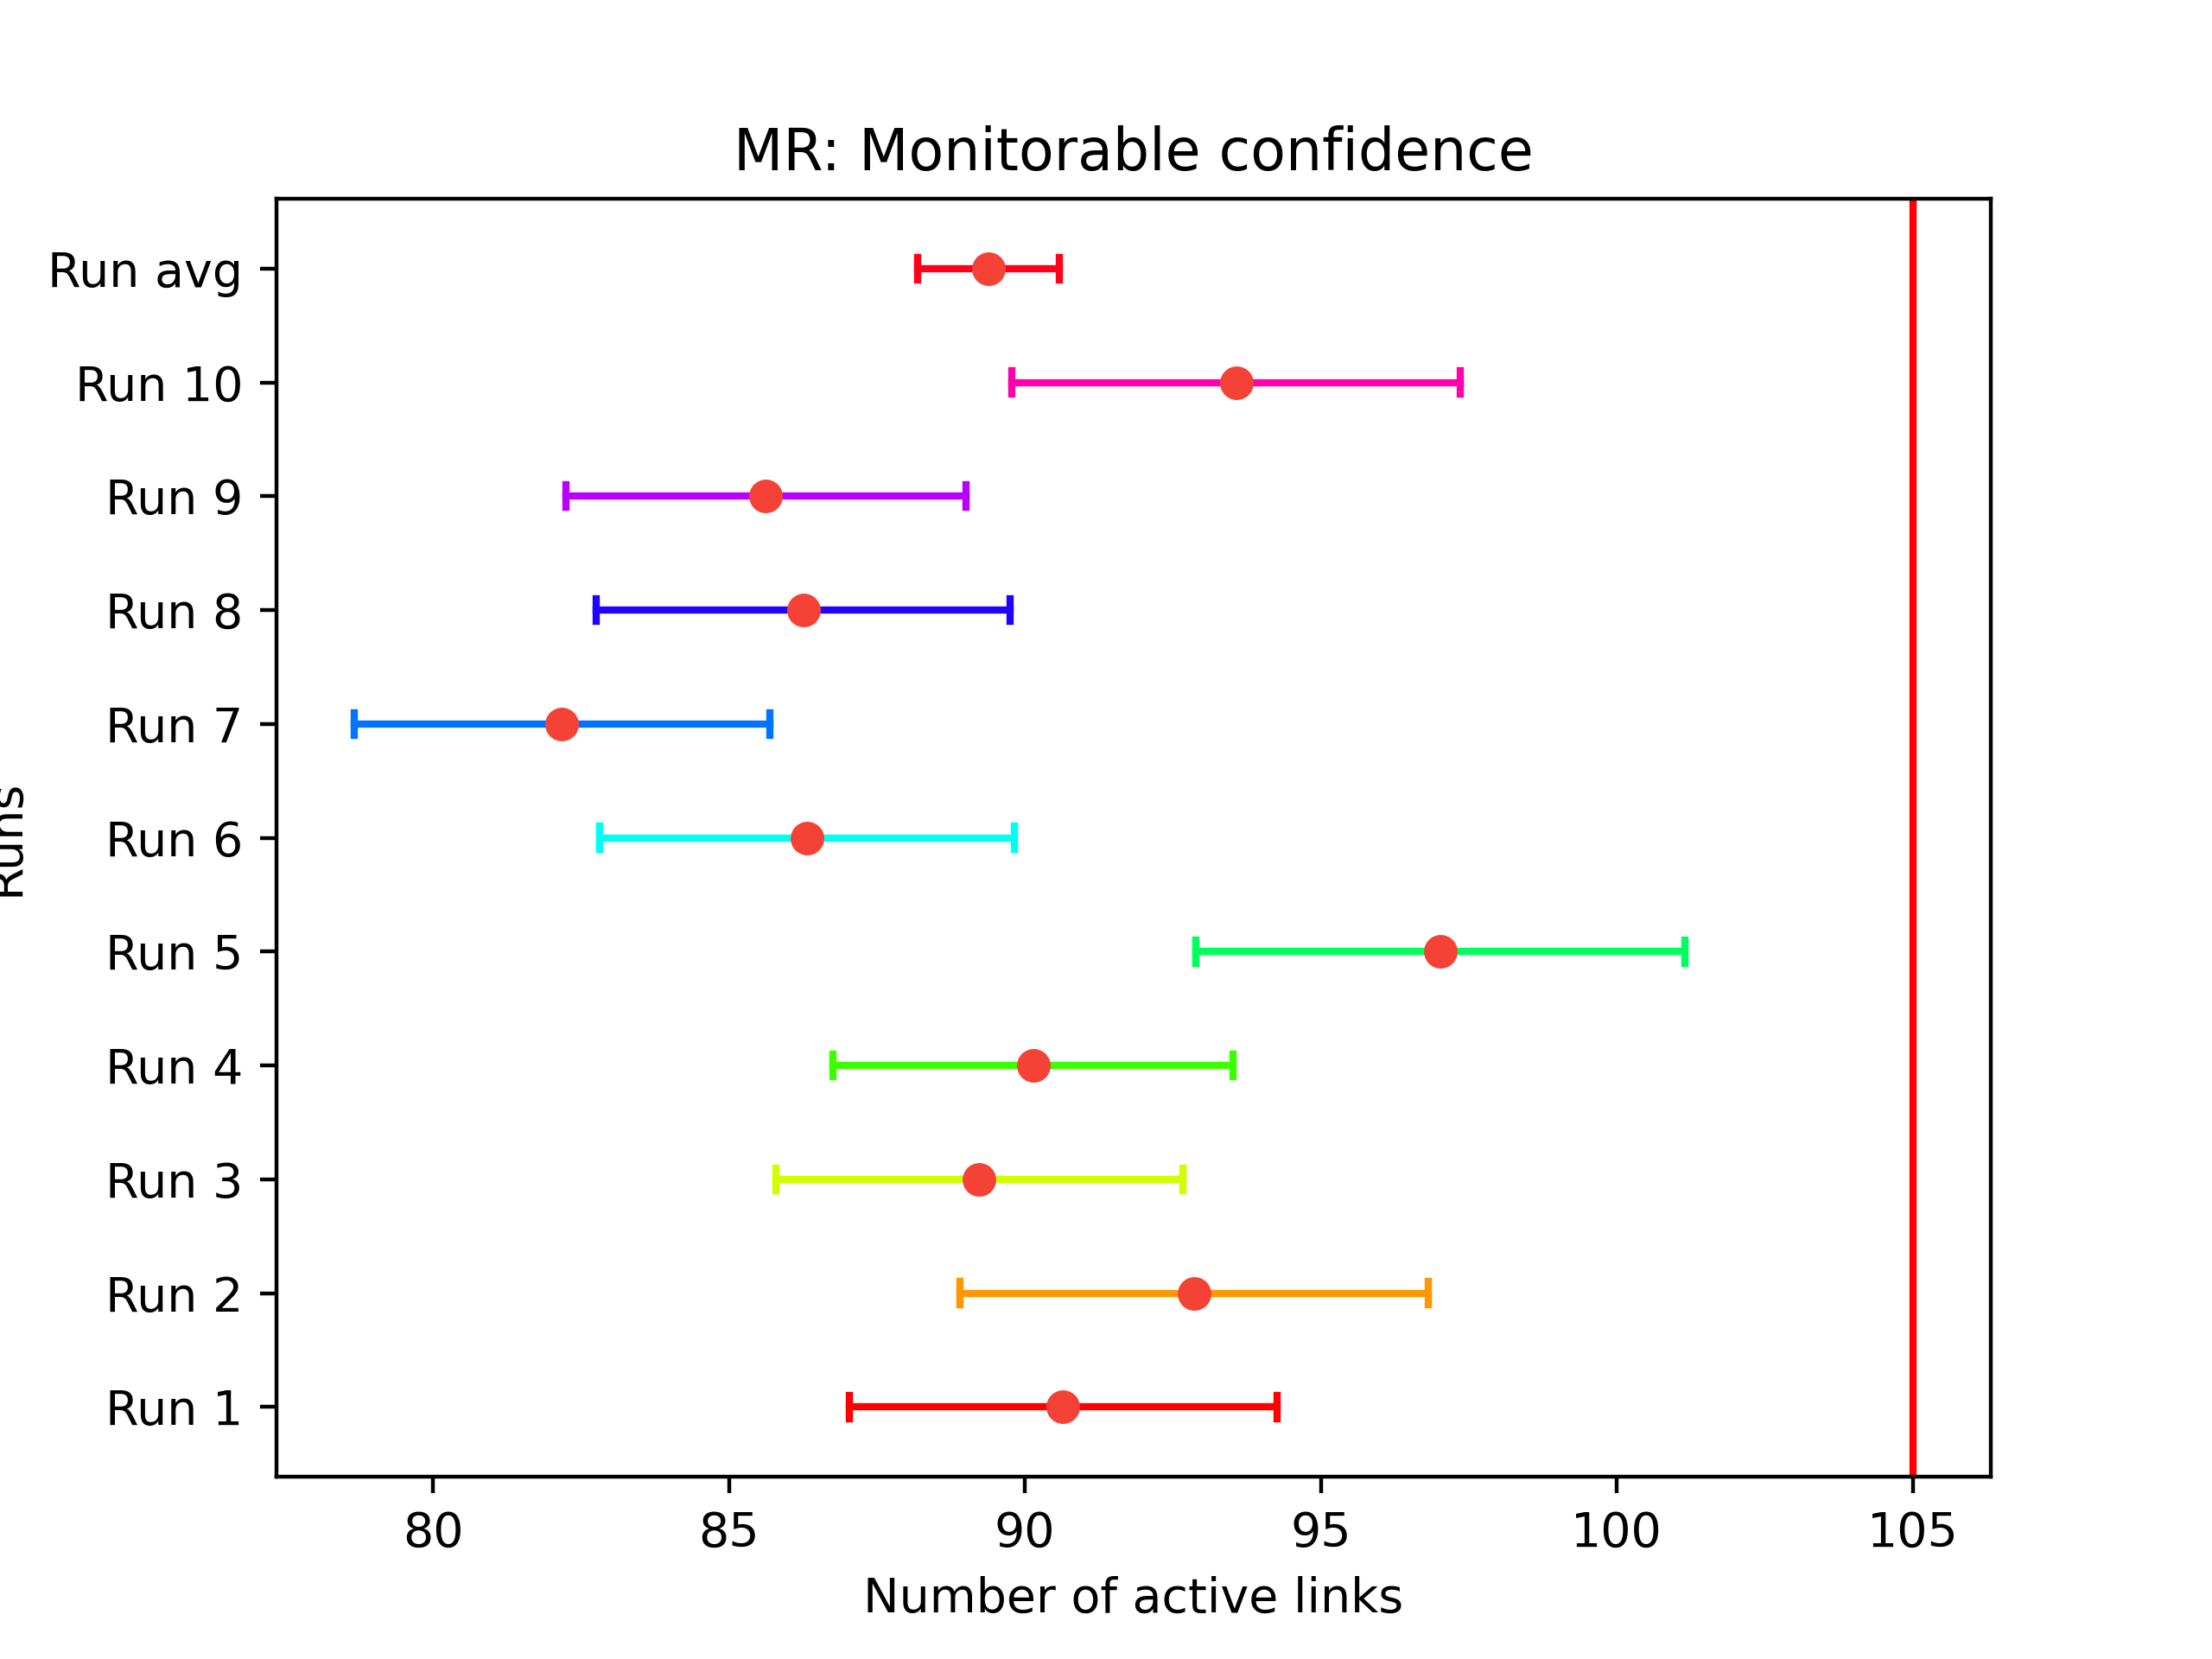 MR: Monitorable confidence
Run avg
Run 10
Run 9
Run 8
Run 7
Run 6
Run 5
Run 4
Run 3
Run 2
Run 1
Runs
80 85 90 95 100 105
Number of active links